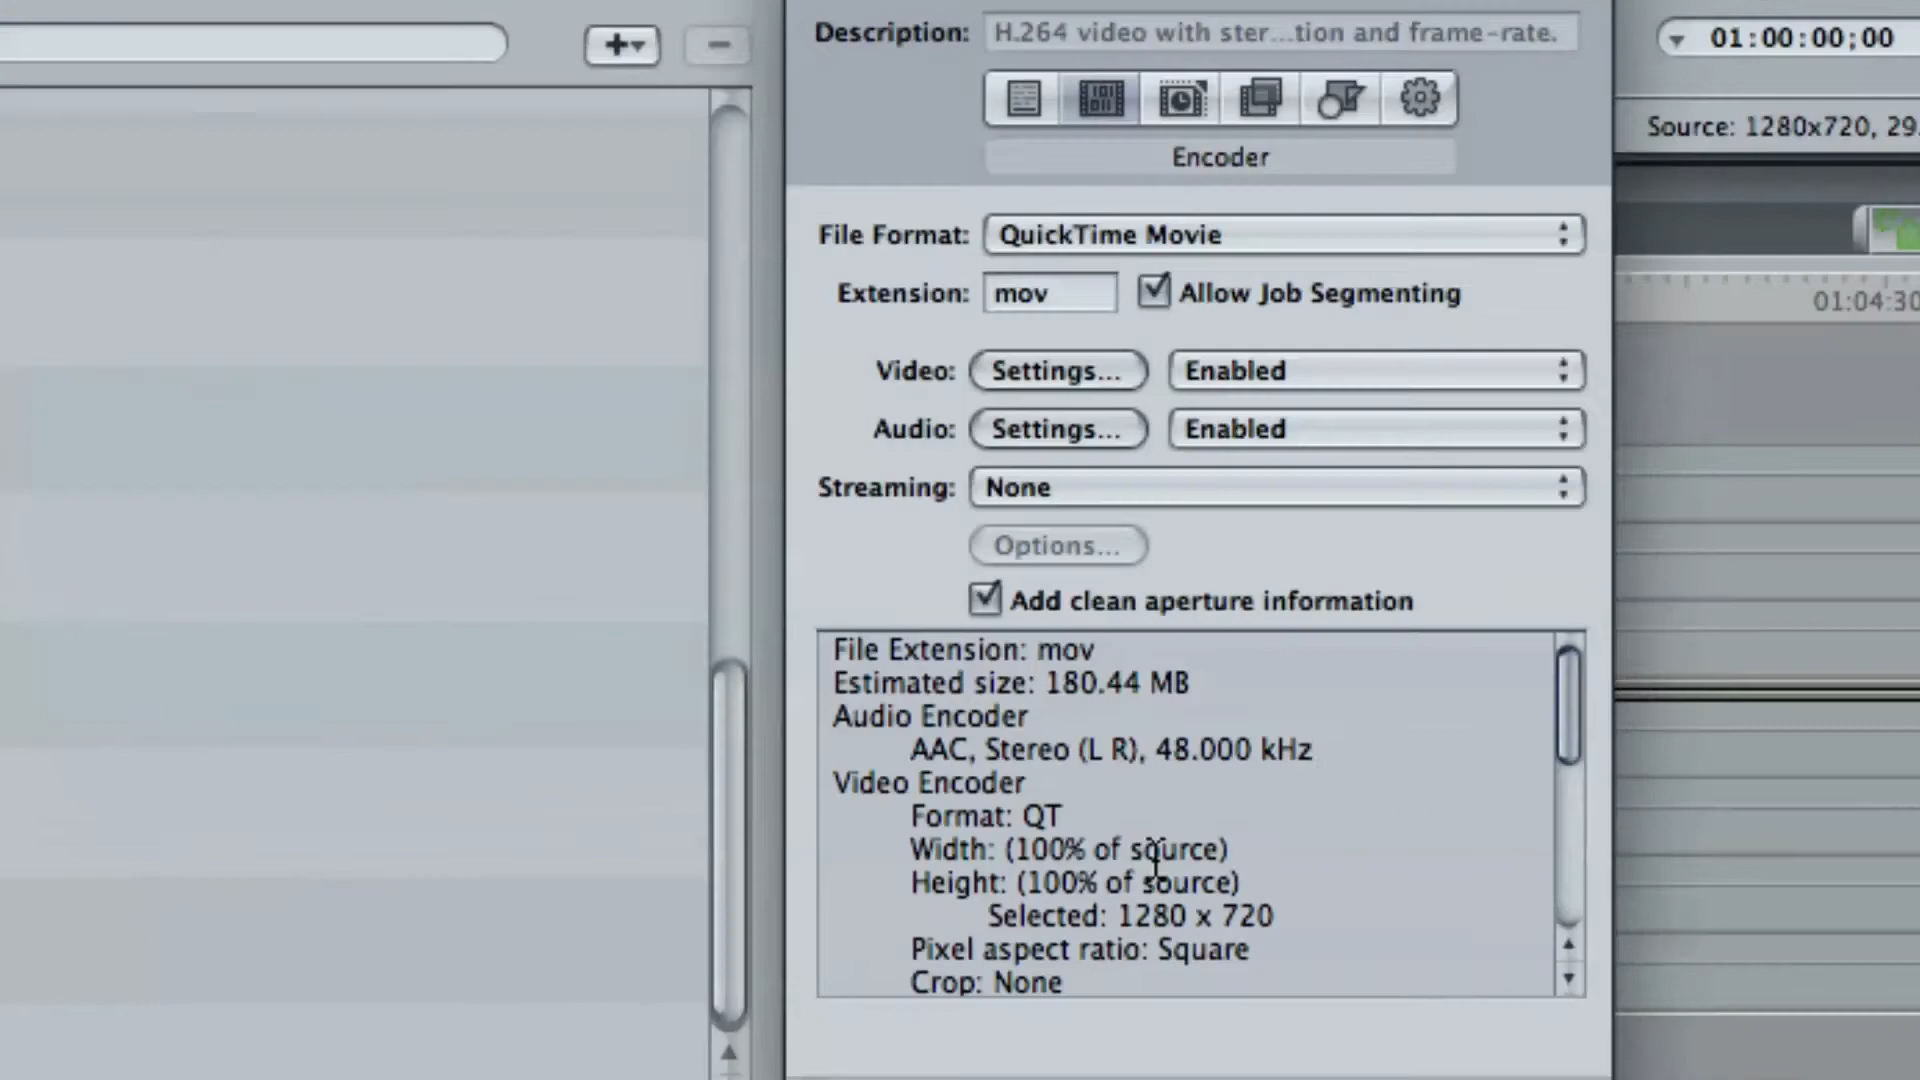 Description: H.264 video with ster...tion and frame-rate.
01:00:00;00
Source: 1280x720, 29.
Encoder
File Format: QuickTime Movie
Extension: mov Allow Job Segmenting
01:04:30
Video: Settings... Enabled
Audio: Settings... Enabled
Streaming: None
Options...
Add clean aperture information
File Extension: mov
Estimated size: 180.44 MB
Audio Encoder
AAC, Stereo (L R), 48.000 kHz
Video Encoder
Format: QT
Width: (100% of source)
Height: (100% of source)
Selected: 1280 x 720
Pixel aspect ratio: Square
Crop: None